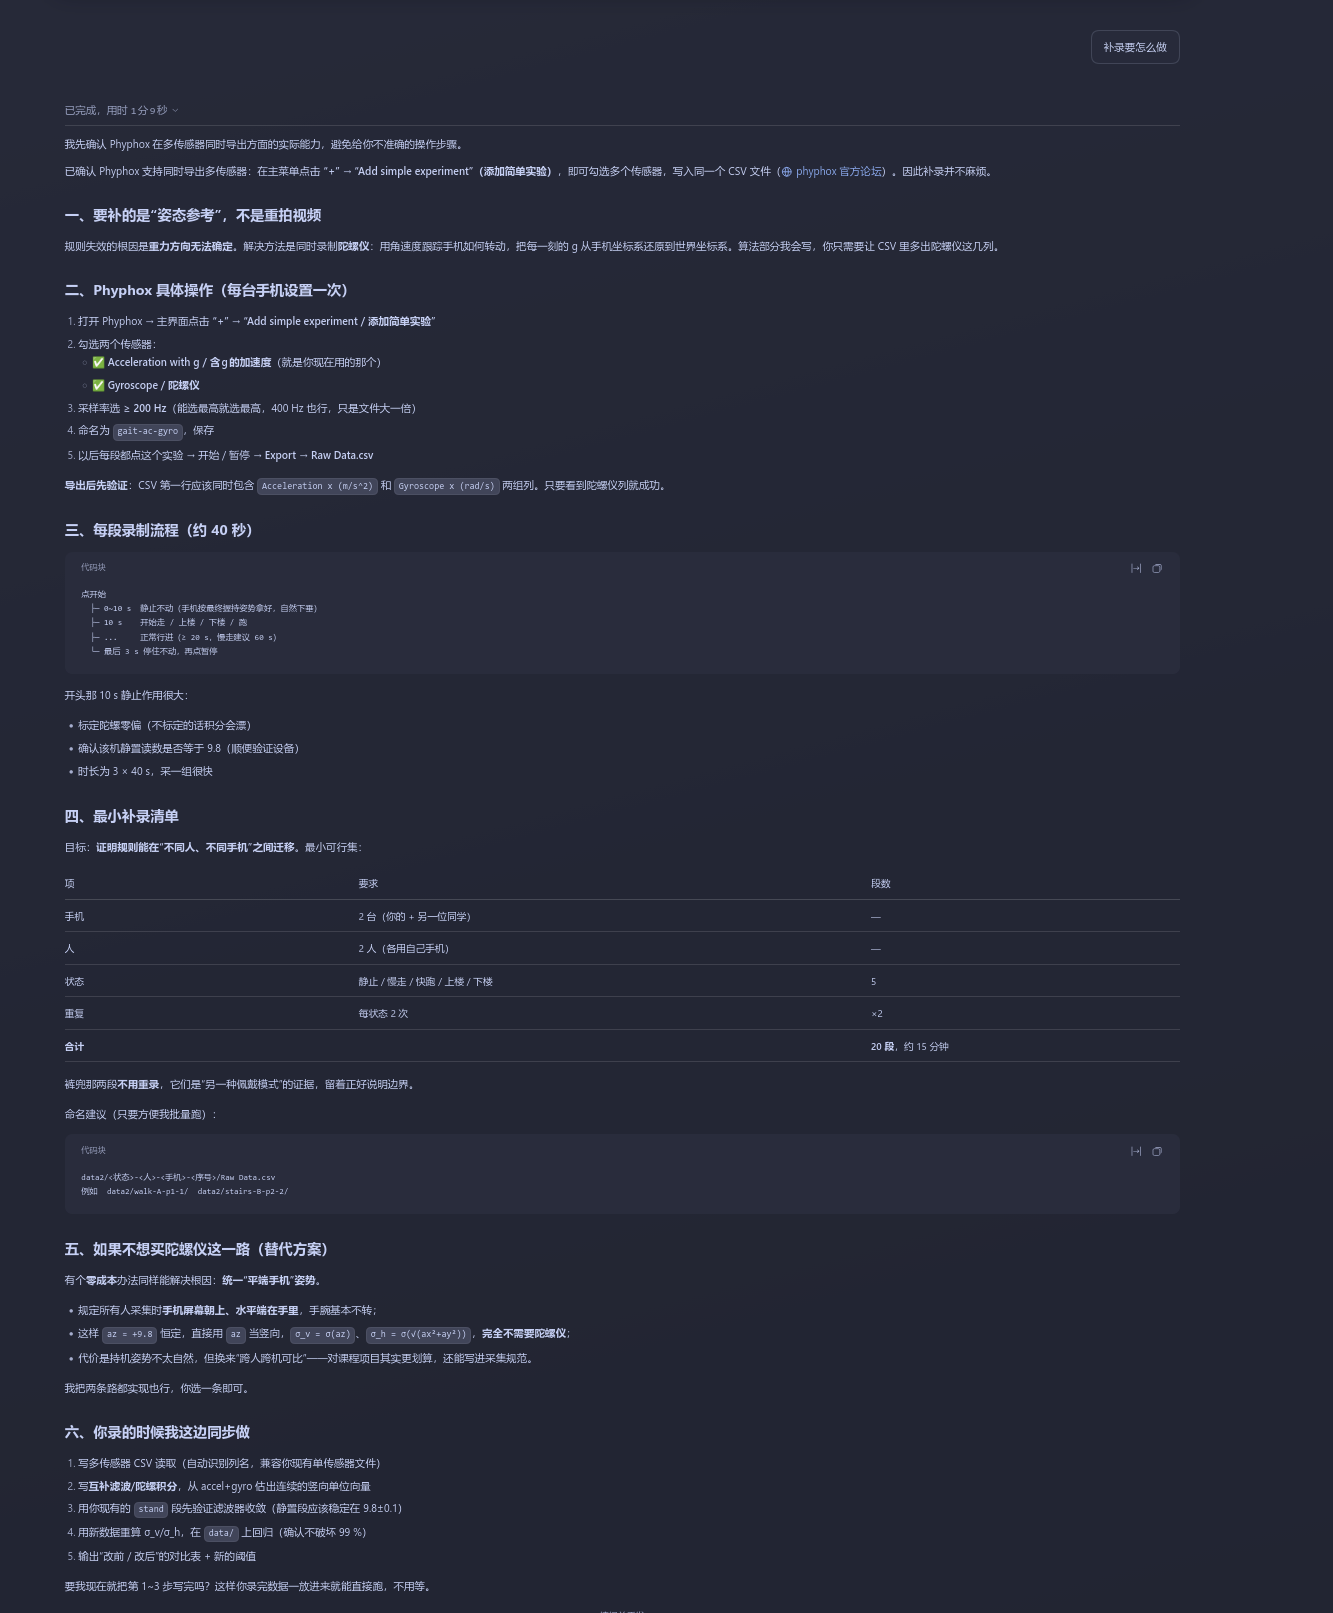 补录要怎么做
已完成，用时 1分9秒
我先确认 Phyphox 在多传感器同时导出方面的实际能力，避免给你不准确的操作步骤。
已确认 Phyphox 支持同时导出多传感器：在主菜单点击 “+” → “Add simple experiment”（添加简单实验），即可勾选多个传感器，写入同一个 CSV 文件（phyphox 官方论坛）。因此补录并不麻烦。
一、要补的是“姿态参考”，不是重拍视频
规则失效的根因是重力方向无法确定。解决方法是同时录制陀螺仪：用角速度跟踪手机如何转动，把每一刻的 g 从手机坐标系还原到世界坐标系。算法部分我会写，你只需要让 CSV 里多出陀螺仪这几列。
二、Phyphox 具体操作（每台手机设置一次）
1. 打开 Phyphox → 主界面点击 “+” → “Add simple experiment / 添加简单实验”
2. 勾选两个传感器：
✅ Acceleration with g / 含g的加速度（就是你现在用的那个）
✅ Gyroscope / 陀螺仪
3. 采样率选 ≥ 200 Hz（能选最高就选最高，400 Hz 也行，只是文件大一倍）
4. 命名为 gait-ac-gyro，保存
5. 以后每段都点这个实验 → 开始 / 暂停 → Export → Raw Data.csv
导出后先验证：CSV 第一行应该同时包含 Acceleration x (m/s^2) 和 Gyroscope x (rad/s) 两组列。只要看到陀螺仪列就成功。
三、每段录制流程（约 40 秒）
代码块
点开始
├─ 0~10 s 静止不动（手机按最终握持姿势拿好，自然下垂）
├─ 10 s 开始走 / 上楼 / 下楼 / 跑
├─ ... 正常行进（≥ 20 s，慢走建议 60 s）
└─ 最后 3 s 停住不动，再点暂停
开头那 10 s 静止作用很大：
• 标定陀螺零偏（不标定的话积分会漂）
• 确认该机静置读数是否等于 9.8（顺便验证设备）
• 时长为 3 × 40 s，采一组很快
四、最小补录清单
目标：证明规则能在“不同人、不同手机”之间迁移。最小可行集：
项 要求 段数
手机 2 台（你的 + 另一位同学） —
人 2 人（各用自己手机） —
状态 静止 / 慢走 / 快跑 / 上楼 / 下楼 5
重复 每状态 2 次 ×2
合计 20 段，约 15 分钟
裤兜那两段不用重录，它们是“另一种佩戴模式”的证据，留着正好说明边界。
命名建议（只要方便我批量跑）：
代码块
data2/<状态>-<人>-<手机>-<序号>/Raw Data.csv
例如 data2/walk-A-p1-1/ data2/stairs-B-p2-2/
五、如果不想买陀螺仪这一路（替代方案）
有个零成本办法同样能解决根因：统一“平端手机”姿势。
• 规定所有人采集时手机屏幕朝上、水平端在手里，手腕基本不转；
• 这样 az = +9.8 恒定，直接用 az 当竖向，σ_v = σ(az)、σ_h = σ(√(ax²+ay²))，完全不需要陀螺仪；
• 代价是持机姿势不太自然，但换来“跨人跨机可比”——对课程项目其实更划算，还能写进采集规范。
我把两条路都实现也行，你选一条即可。
六、你录的时候我这边同步做
1. 写多传感器 CSV 读取（自动识别列名，兼容你现有单传感器文件）
2. 写互补滤波/陀螺积分，从 accel+gyro 估出连续的竖向单位向量
3. 用你现有的 stand 段先验证滤波器收敛（静置段应该稳定在 9.8±0.1）
4. 用新数据重算 σ_v/σ_h，在 data/ 上回归（确认不破坏 99 %）
5. 输出“改前 / 改后”的对比表 + 新的阈值
要我现在就把第 1~3 步写完吗？这样你录完数据一放进来就能直接跑，不用等。